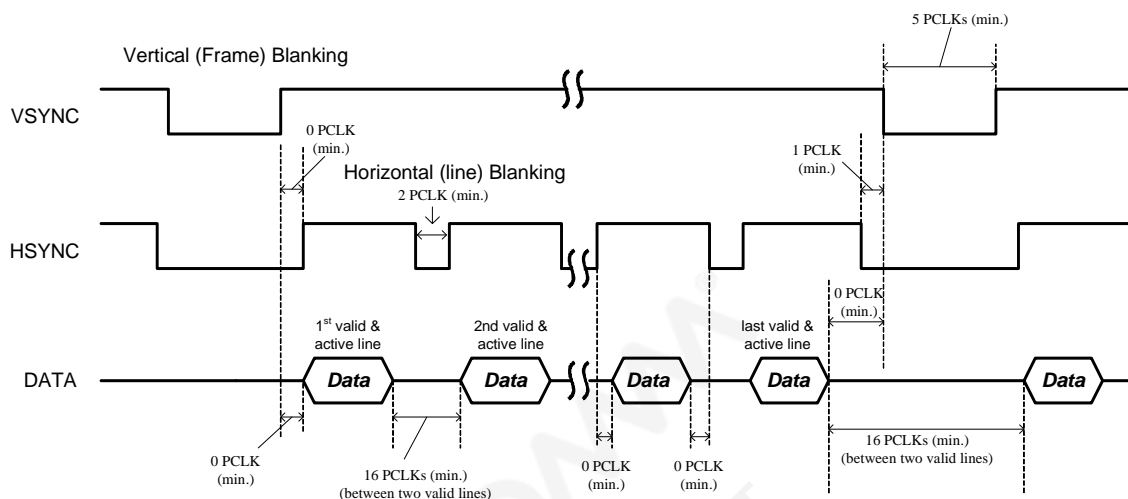 5 PCLKs (min.)
Vertical (Frame) Blanking
VSYNC
0 PCLK
(min.)
1 PCLK
(min.)
Horizontal (line) Blanking
2 PCLK (min.)
HSYNC
0 PCLK
(min.)
1st valid &
active line
2nd valid &
active line
last valid &
active line
DATA
Data
Data
Data
Data
Data
0 PCLK
(min.)
16 PCLKs (min.)
(between two valid lines)
0 PCLK
(min.)
0 PCLK
(min.)
16 PCLKs (min.)
(between two valid lines)